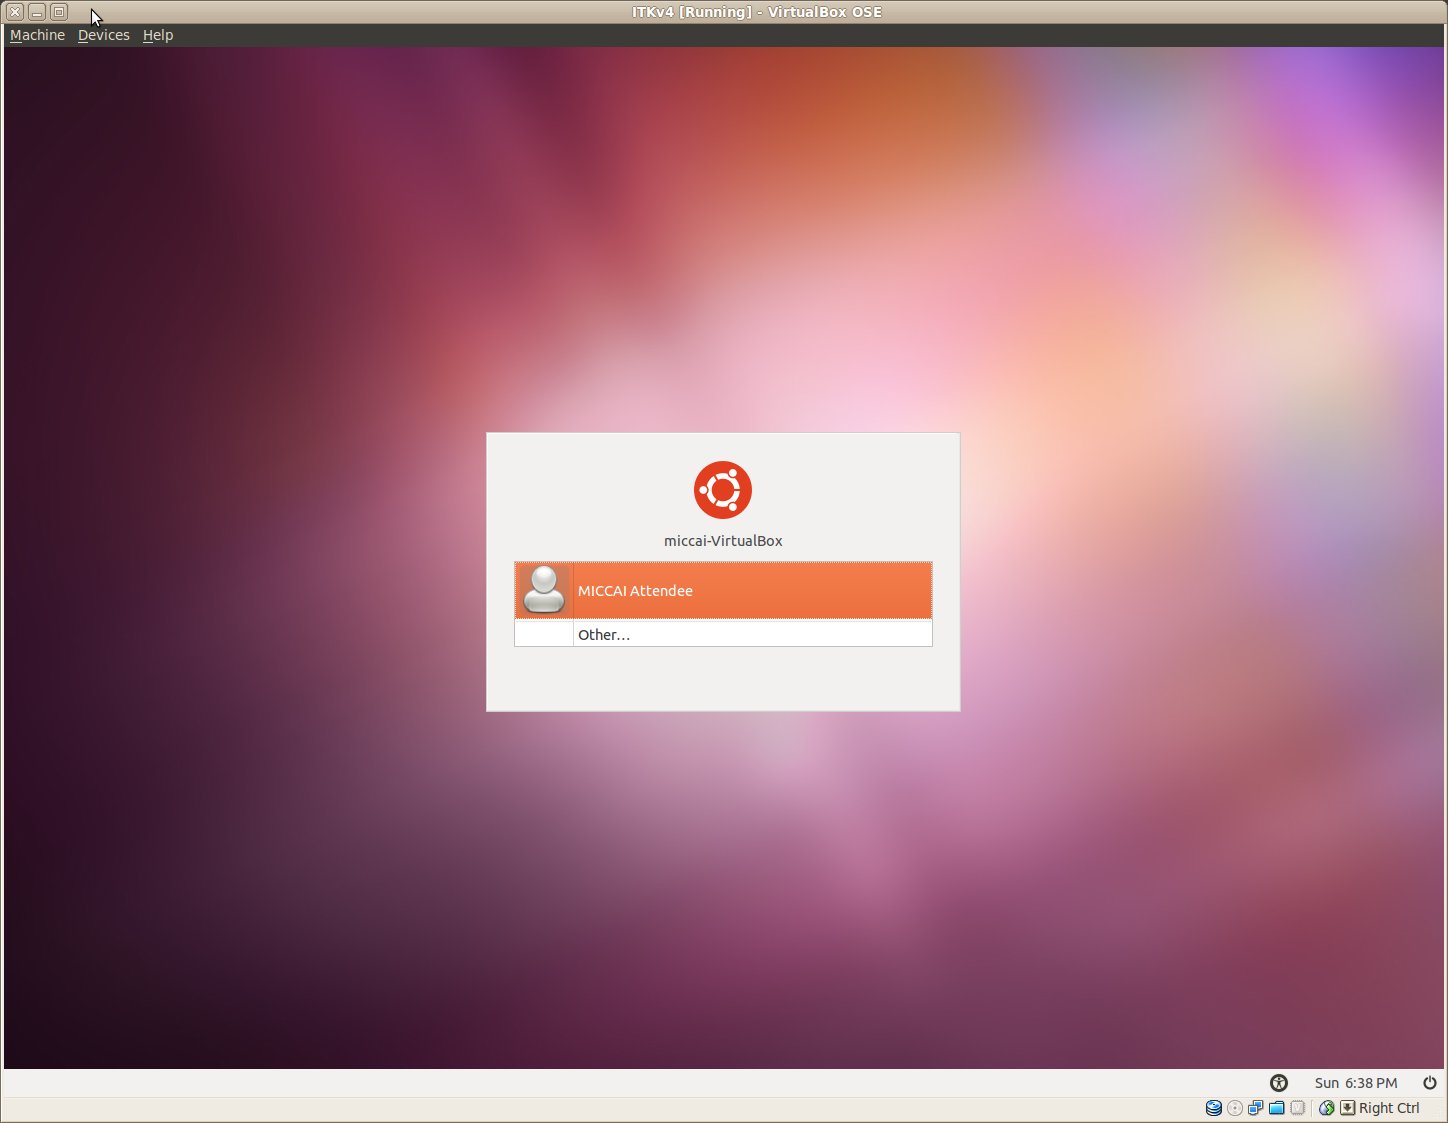 ITKv4 [Running] - VirtualBox OSE
Machine Devices Help
miccai-VirtualBox
MICCAI Attendee
Other...
Sun 6:38 PM
Right Ctrl